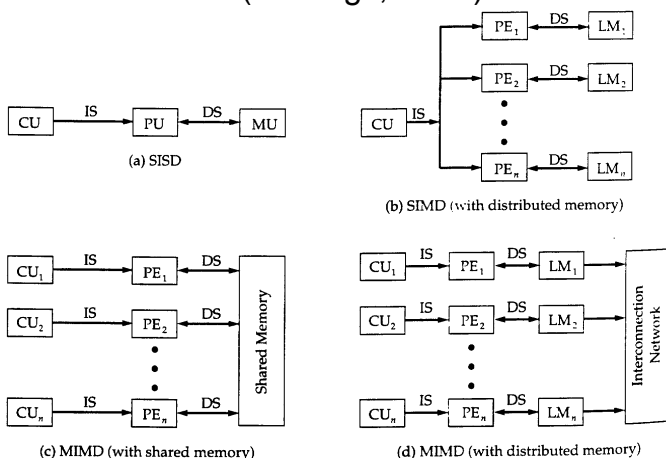 CU
IS
PU
DS
MU
(a) SISD
PE1
DS
PE2
DS
LM2
CU
IS
PEn
DS
LMn
(b) SIMD (with distributed memory)
CU1
IS
PE1
DS
CU2
IS
PE2
DS
CUn
IS
PEn
DS
Shared Memory
(c) MIMD (with shared memory)
CU1
IS
PE1
DS
LM1
CU2
IS
PE2
DS
LM2
CUn
IS
PEn
DS
LMn
Interconnection
Network
(d) MIMD (with distributed memory)